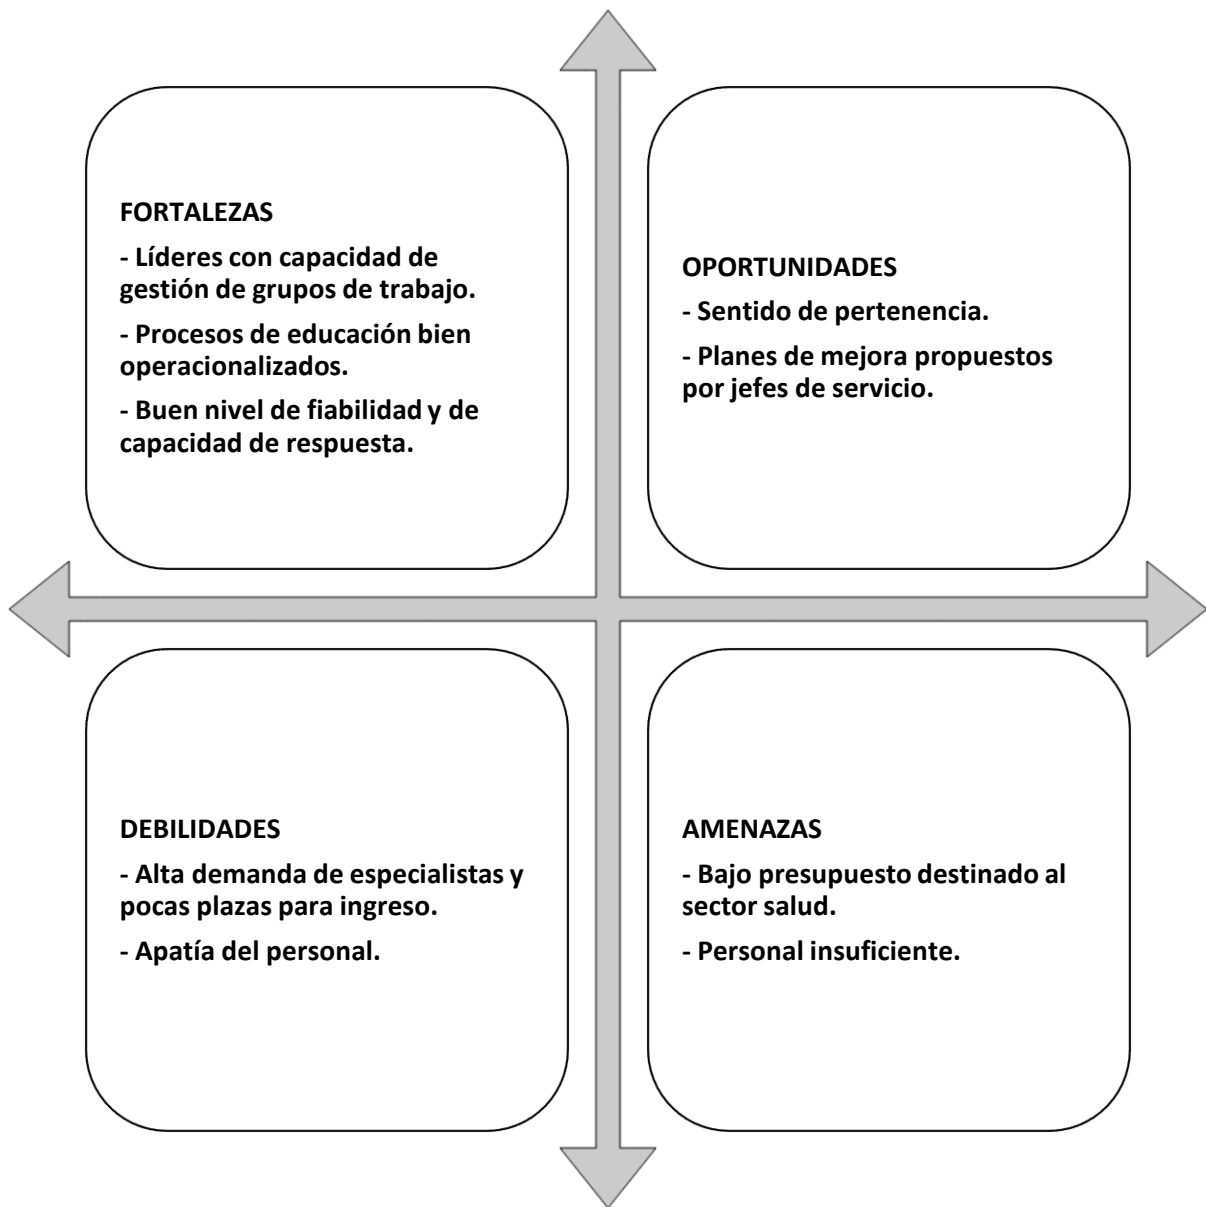 FORTALEZAS
- Líderes con capacidad de
gestión de grupos de trabajo.
- Procesos de educación bien
operacionalizados.
- Buen nivel de fiabilidad y de
capacidad de respuesta.
OPORTUNIDADES
- Sentido de pertenencia.
- Planes de mejora propuestos
por jefes de servicio.
DEBILIDADES
- Alta demanda de especialistas y
pocas plazas para ingreso.
- Apatía del personal.
AMENAZAS
- Bajo presupuesto destinado al
sector salud.
- Personal insuficiente.